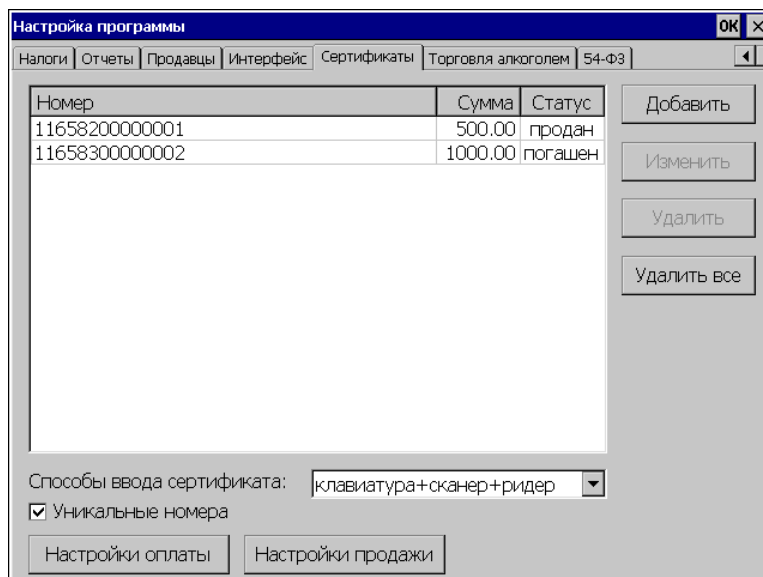 Настройка программы OK ×
Налоги Отчеты Продавцы Интерфейс Сертификаты Торговля алкоголем 54-ФЗ
Номер Сумма Статус
11658200000001 500.00 продан
11658300000002 1000.00 погашен
Добавить
Изменить
Удалить
Удалить все
Способы ввода сертификата: клавиатура+сканер+ридер
Уникальные номера
Настройки оплаты Настройки продажи